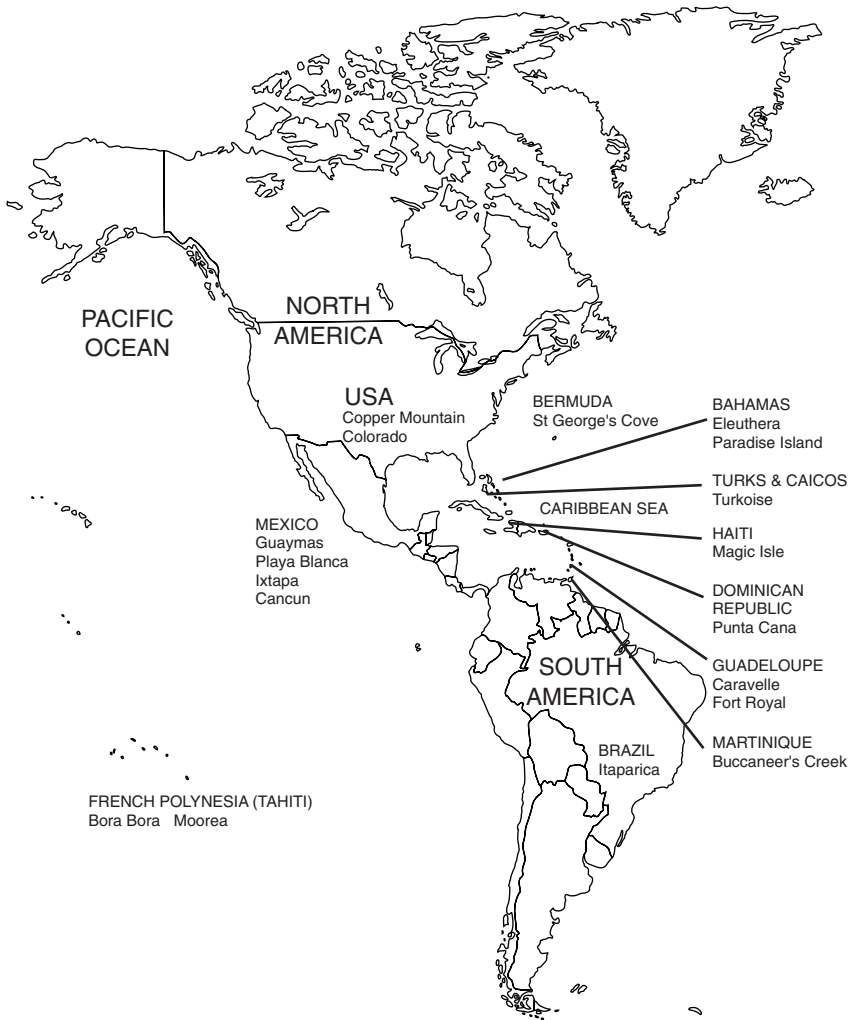 NORTH
AMERICA
PACIFIC
OCEAN
USA
Copper Mountain
Colorado
BERMUDA
St George's Cove
BAHAMAS
Eleuthera
Paradise Island
TURKS & CAICOS
Turkoise
CARIBBEAN SEA
MEXICO
Guaymas
Playa Blanca
Ixtapa
Cancun
HAITI
Magic Isle
DOMINICAN
REPUBLIC
Punta Cana
SOUTH
AMERICA
GUADELOUPE
Caravelle
Fort Royal
MARTINIQUE
Buccaneer's Creek
BRAZIL
Itaparica
FRENCH POLYNESIA (TAHITI)
Bora Bora Moorea